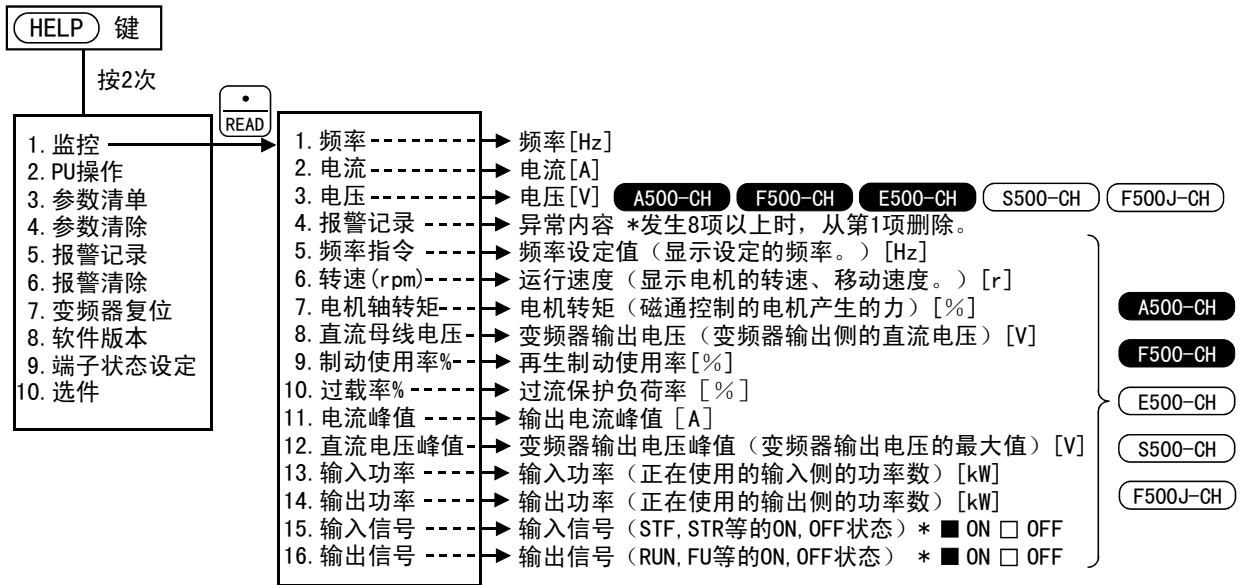 HELP 键
按2次
READ
1. 监控
2. PU操作
3. 参数清单
4. 参数清除
5. 报警记录
6. 报警清除
7. 变频器复位
8. 软件版本
9. 端子状态设定
10. 选件
1. 频率 频率[Hz]
2. 电流 电流[A]
3. 电压 电压[V] A500-CH F500-CH E500-CH S500-CH F500J-CH
4. 报警记录 异常内容 *发生8项以上时，从第1项删除。
5. 频率指令 频率设定值（显示设定的频率。）[Hz]
6. 转速(rpm) 运行速度（显示电机的转速、移动速度。）[r]
7. 电机轴转矩 电机转矩（磁通控制的电机产生的力）[%]
8. 直流母线电压 变频器输出电压（变频器输出侧的直流电压）[V]
9. 制动使用率% 再生制动使用率[%]
10. 过载率% 过流保护负荷率［%］
11. 电流峰值 输出电流峰值［A］
12. 直流电压峰值 变频器输出电压峰值（变频器输出电压的最大值）[V]
13. 输入功率 输入功率（正在使用的输入侧的功率数）[kW]
14. 输出功率 输出功率（正在使用的输出侧的功率数）[kW]
15. 输入信号 输入信号（STF,STR等的ON,OFF状态）* ■ ON □ OFF
16. 输出信号 输出信号（RUN,FU等的ON,OFF状态） * ■ ON □ OFF
A500-CH
F500-CH
E500-CH
S500-CH
F500J-CH